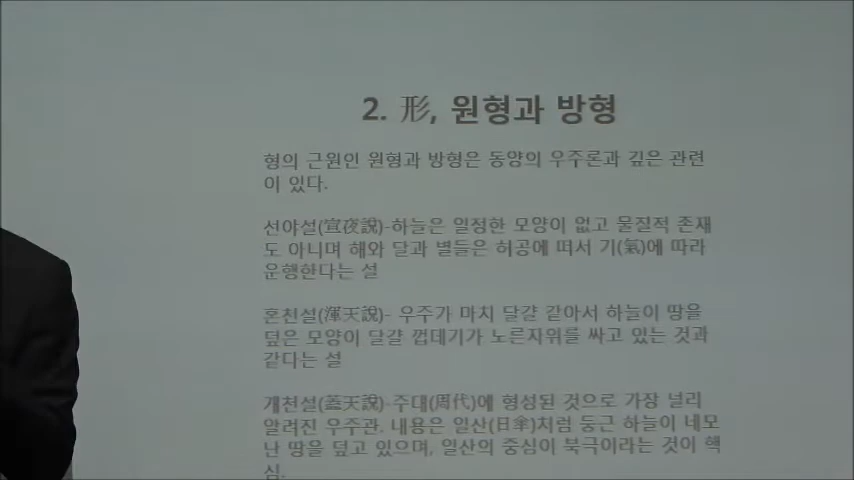 2. 形, 원형과 방형
형의 근원인 원형과 방형은 동양의 우주론과 깊은 관련
이 있다.
선야설(宣夜說)-하늘은 일정한 모양이 없고 물질적 존재
도 아니며 해와 달과 별들은 허공에 떠서 기(氣)에 따라
운행한다는 설
혼천설(渾天說)- 우주가 마치 달걀 같아서 하늘이 땅을
덮은 모양이 달걀 껍데기가 노른자위를 싸고 있는 것과
같다는 설
개천설(蓋天說)-주대(周代)에 형성된 것으로 가장 널리
알려진 우주관. 내용은 일산(日傘)처럼 둥근 하늘이 네모
난 땅을 덮고 있으며, 일산의 중심이 북극이라는 것이 핵
심.